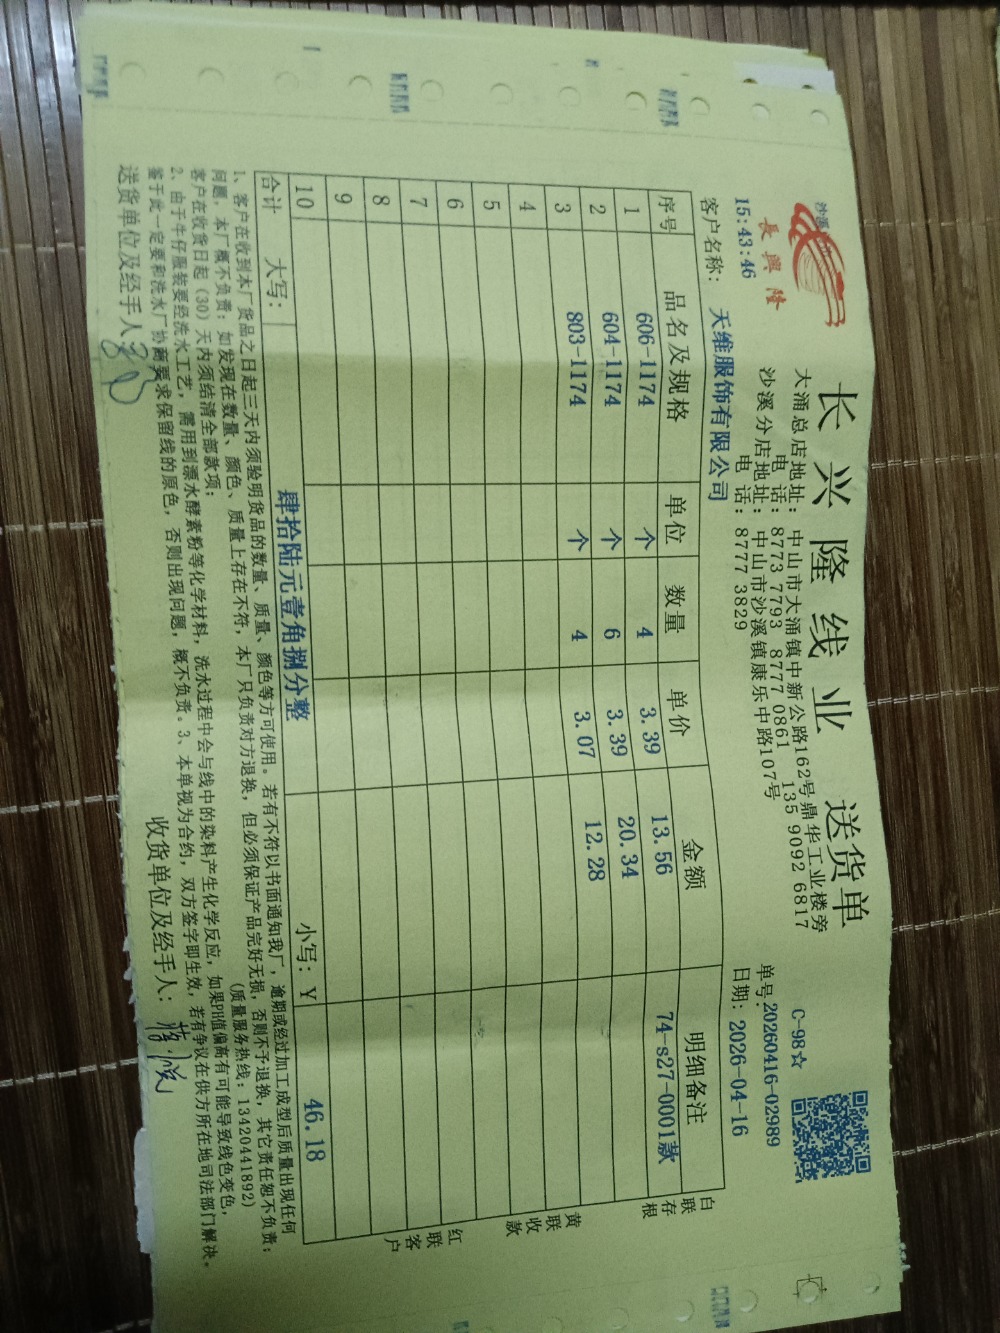 长兴隆线业 送货单
C-98☆
沙溪
長興隆
大涌总店地址：中山市大涌镇中新公路162号鼎华工业楼旁
电 话：8773 7793 8777 0861 135 9092 6817
沙溪分店地址：中山市沙溪镇康乐中路107号
电 话：8777 3829
单号：20260416-02989
15:43:46
客户名称：天维服饰有限公司
日期：2026-04-16
序号 品名及规格 单位 数量 单价 金额 明细备注
1 606-1174 个 4 3.39 13.56 74-s27-0001款
2 604-1174 个 6 3.39 20.34
3 803-1174 个 4 3.07 12.28
4
5
6
7
8
9
10
合计 大写：肆拾陆元壹角捌分整 小写：Y 46.18
白联存根
黄联收款
红联客户
1、客户在收到本厂货品之日起三天内须验明货品的数量、质量、颜色等方可使用。若有不符以书面通知我厂，逾期或经过加工成型后质量出现任何
问题，本厂概不负责；如发现在数量、颜色、质量上存在不符，本厂只负责对方退换，但必须保证产品完好无损，否则不予退换，其它责任恕不负责；
客户在收货日起（30）天内须结清全部款项；
（质量服务热线：13420441892）
2、由于牛仔服装要经洗水工艺，需用到漂水酵素粉等化学材料，洗水过程中会与线中的染料产生化学反应，如果PH值偏离有可能导致线色变色，
鉴于此一定要和洗水厂协商要求保留线的原色，否则出现问题，概不负责。3、本单视为合约，双方签字即生效，若有争议在供方所在地司法部门解决。
送货单位及经手人：
收货单位及经手人：